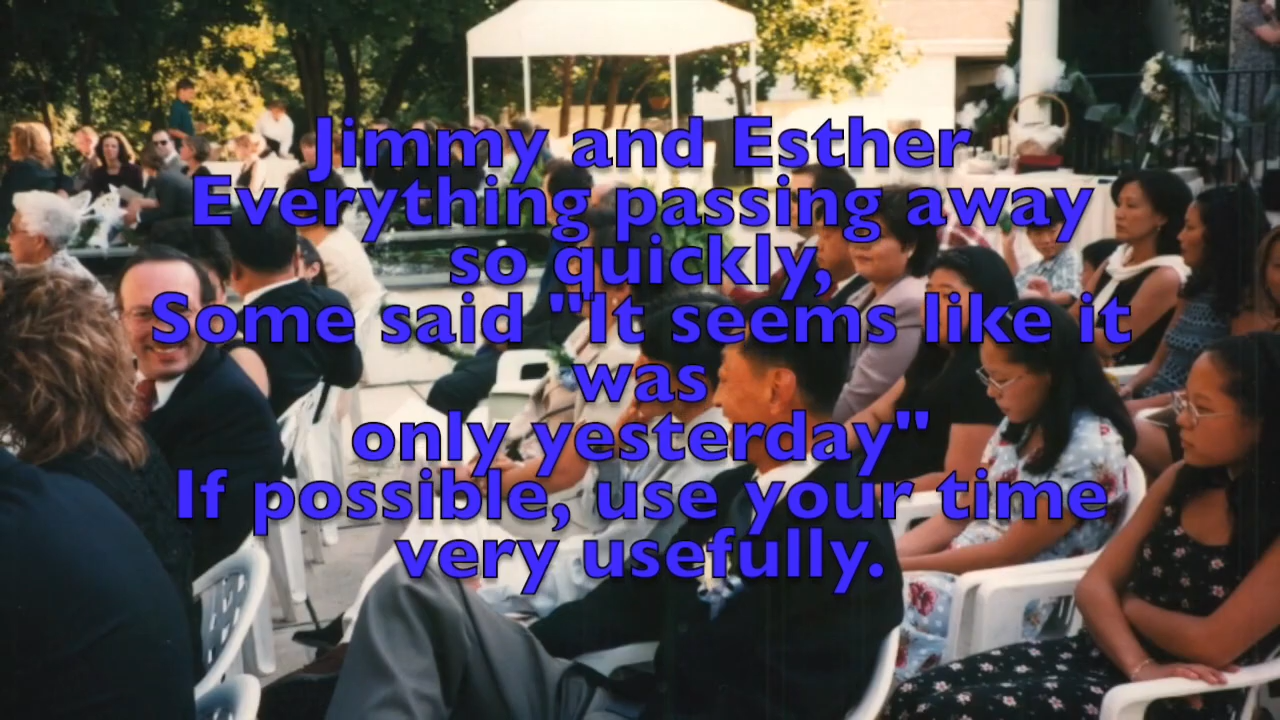 Jimmy and Esther
Everything passing away
so quickly,
Some said "It seems like it
was
only yesterday"
If possible, use your time
very usefully.